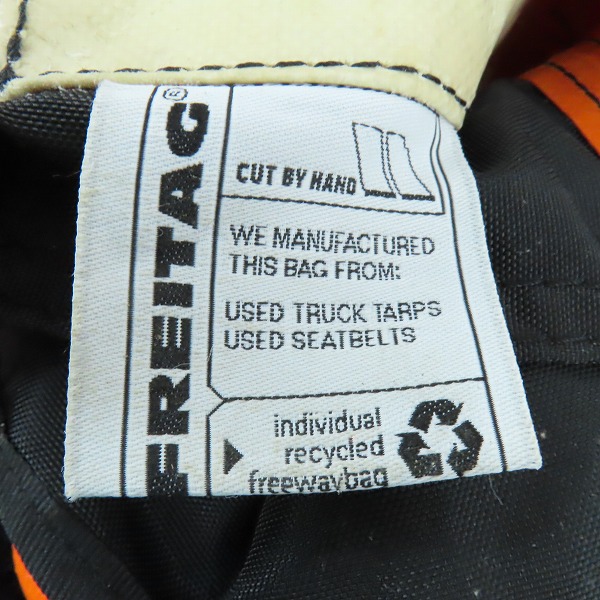 FREITAG®
CUT BY HAND
WE MANUFACTURED
THIS BAG FROM:
USED TRUCK TARPS
USED SEATBELTS
individual
recycled
freewaybag